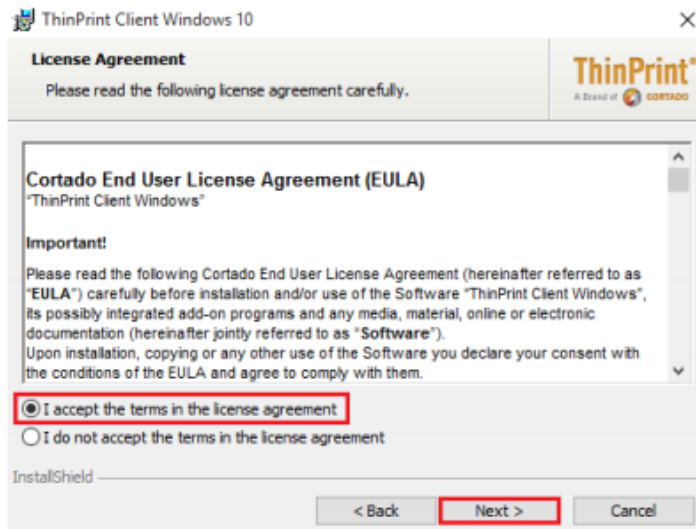 ThinPrint Client Windows 10
License Agreement
Please read the following license agreement carefully.
ThinPrint®
A Brand of CORTADO
Cortado End User License Agreement (EULA)
"ThinPrint Client Windows"
Important!
Please read the following Cortado End User License Agreement (hereinafter referred to as
"EULA") carefully before installation and/or use of the Software "ThinPrint Client Windows",
its possibly integrated add-on programs and any media, material, online or electronic
documentation (hereinafter jointly referred to as "Software").
Upon installation, copying or any other use of the Software you declare your consent with
the conditions of the EULA and agree to comply with them.
I accept the terms in the license agreement
I do not accept the terms in the license agreement
InstallShield
< Back Next > Cancel